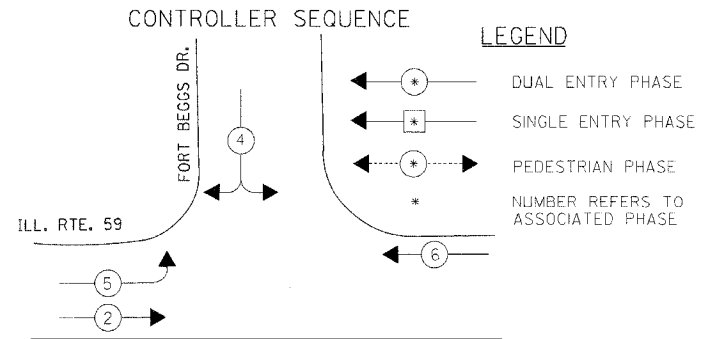 CONTROLLER SEQUENCE
LEGEND
FORT BEGGS DR.
* DUAL ENTRY PHASE
* SINGLE ENTRY PHASE
* PEDESTRIAN PHASE
* NUMBER REFERS TO
ASSOCIATED PHASE
4
ILL. RTE. 59
6
5
2